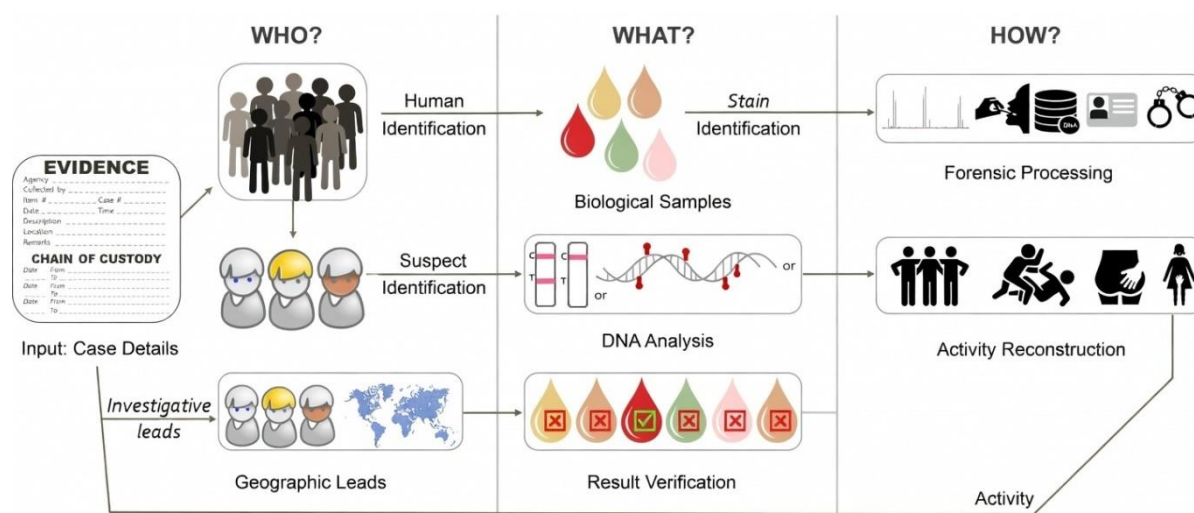 WHO?
WHAT?
HOW?
Human
Identification
Stain
Identification
DNA
Biological Samples
Forensic Processing
EVIDENCE
Agency
Collected by
Item # Case #
Date Time
Description
Location
Remarks
CHAIN OF CUSTODY
Date From
To
Date From
To
Date From
To
Input: Case Details
Suspect
Identification
C C
T T
or
or
DNA Analysis
Activity Reconstruction
Investigative
leads
Geographic Leads
Result Verification
Activity